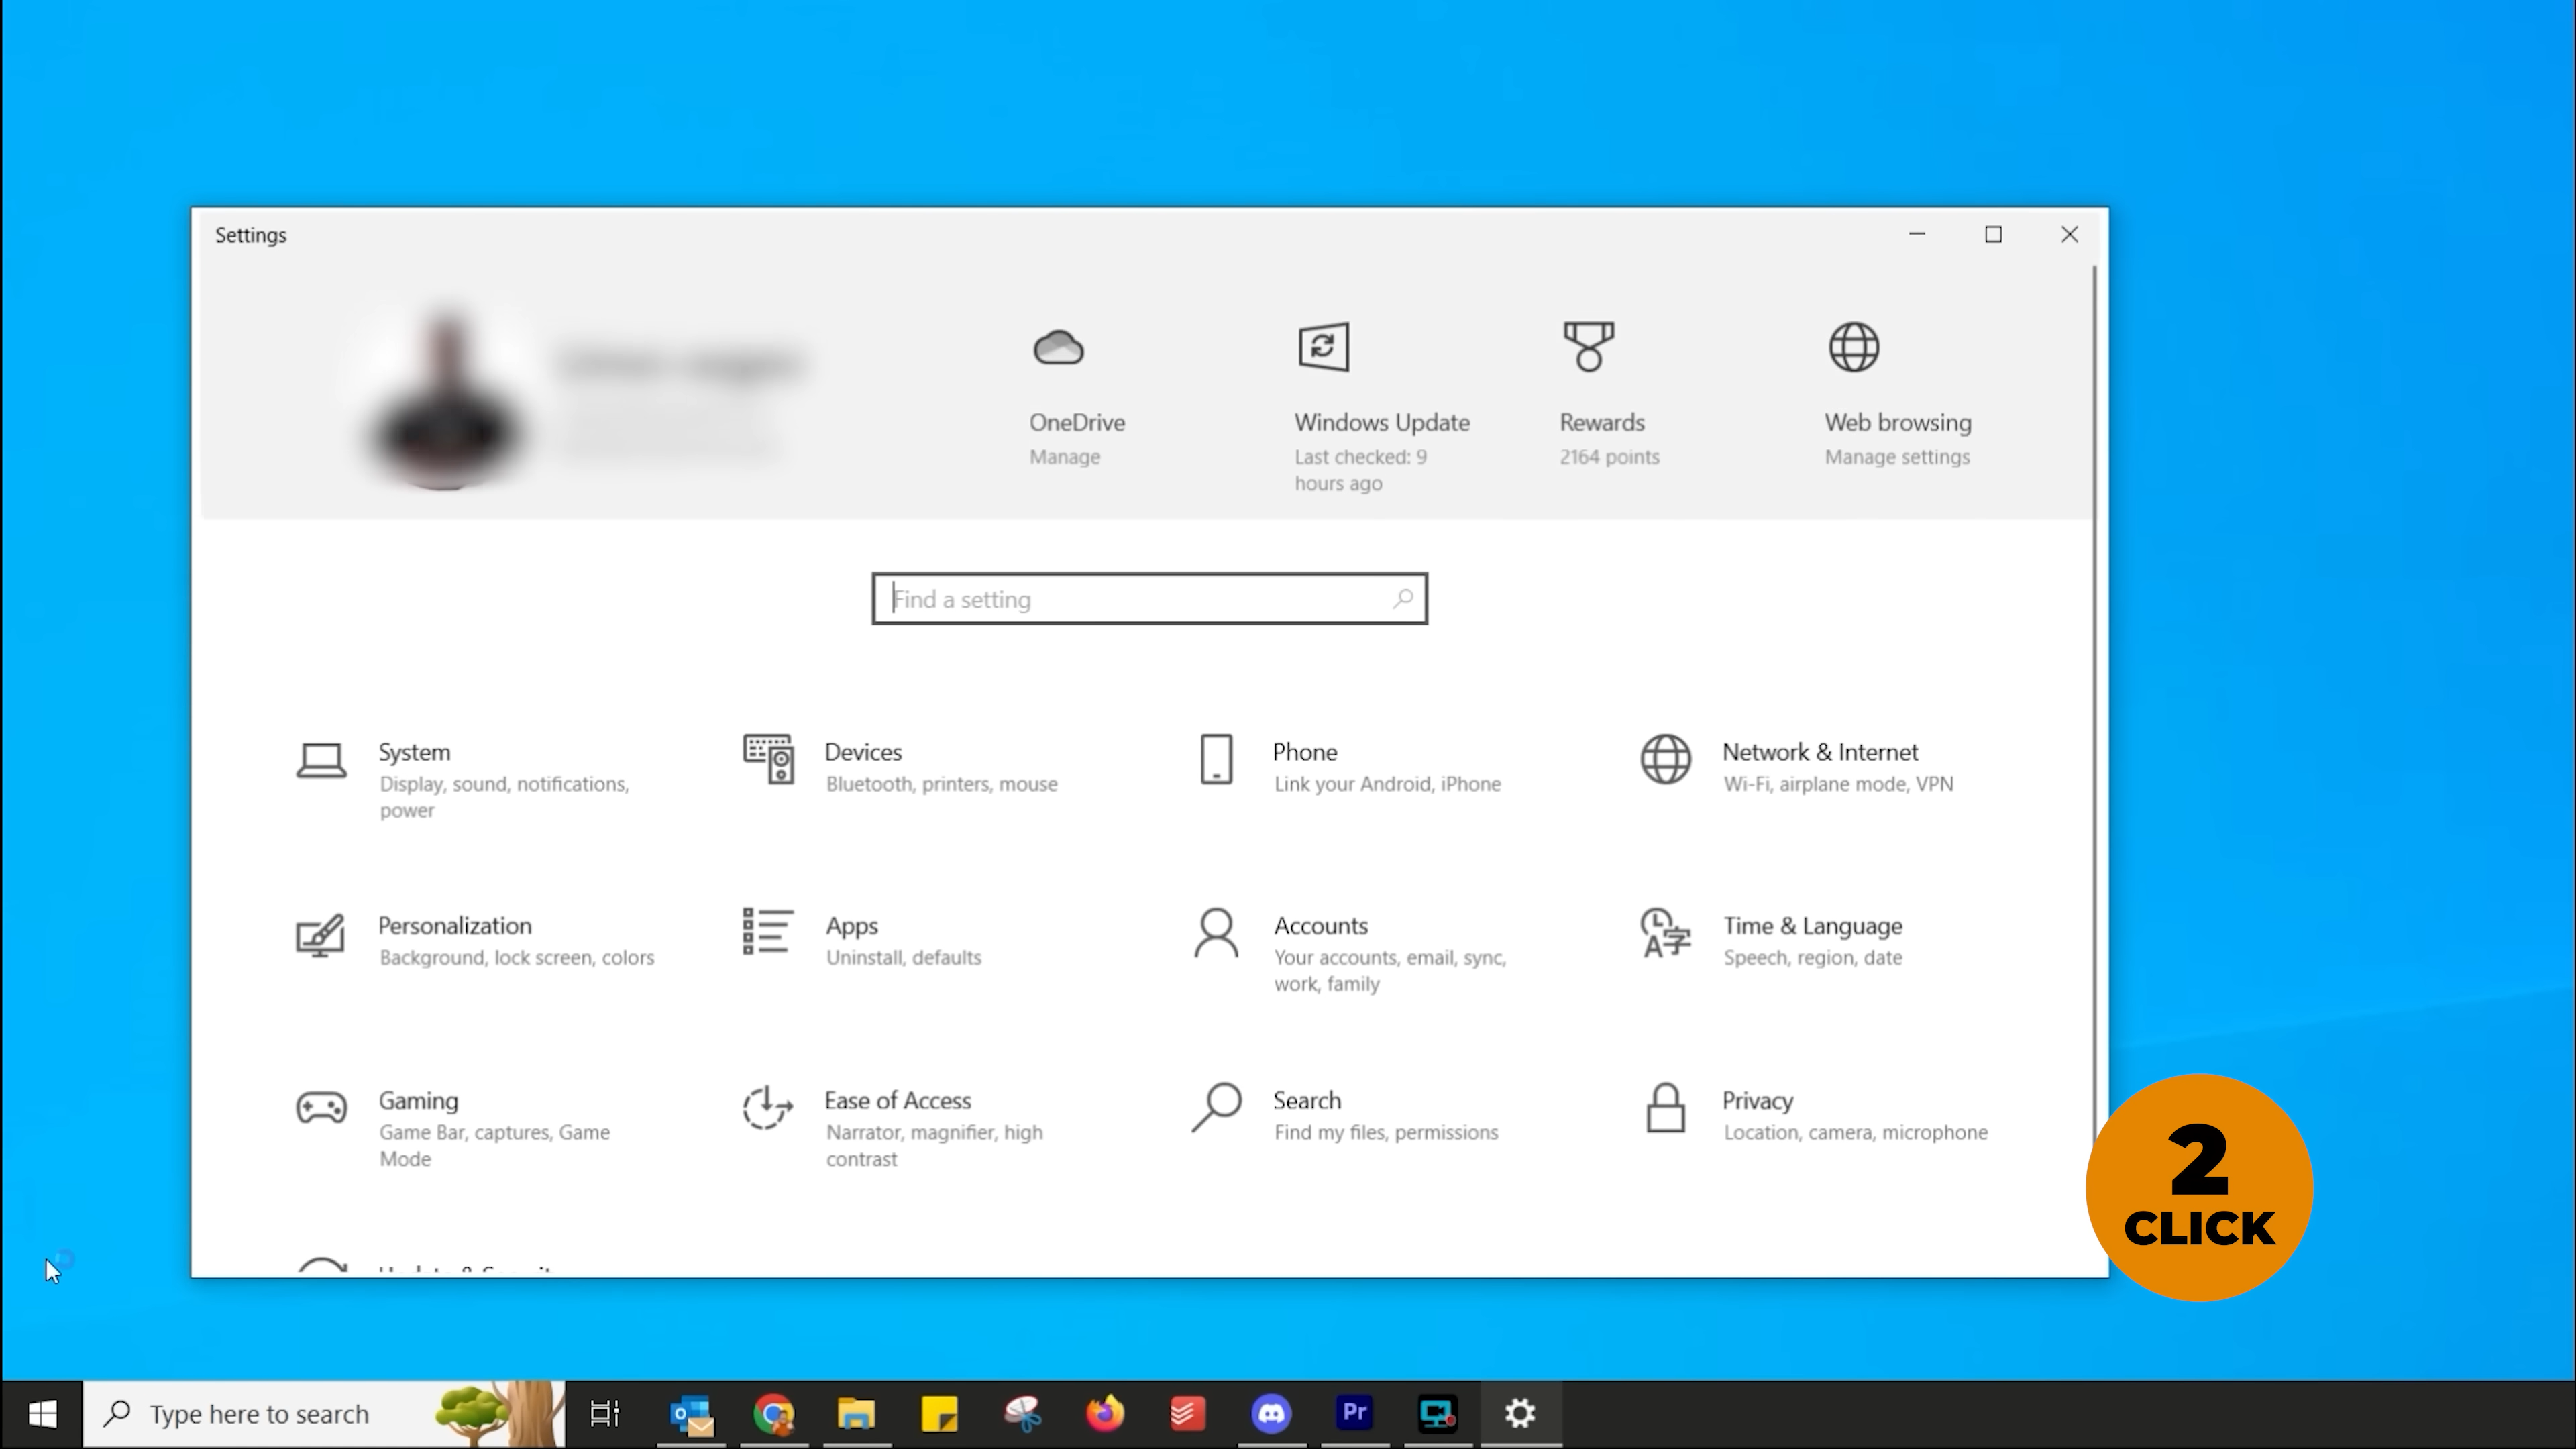 Settings
OneDrive
Manage
Windows Update
Last checked: 9
hours ago
Rewards
2164 points
Web browsing
Manage settings
Find a setting
System
Display, sound, notifications,
power
Devices
Bluetooth, printers, mouse
Phone
Link your Android, iPhone
Network & Internet
Wi-Fi, airplane mode, VPN
Personalization
Background, lock screen, colors
Apps
Uninstall, defaults
Accounts
Your accounts, email, sync,
work, family
Time & Language
Speech, region, date
Gaming
Game Bar, captures, Game
Mode
Ease of Access
Narrator, magnifier, high
contrast
Search
Find my files, permissions
Privacy
Location, camera, microphone
Update & Security
2
CLICK
Type here to search
Pr